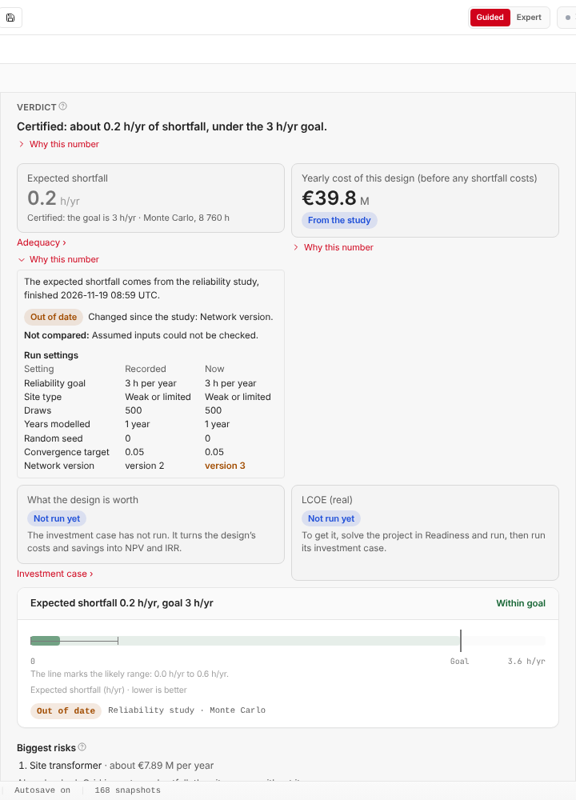 Guided Expert
VERDICT ?
Certified: about 0.2 h/yr of shortfall, under the 3 h/yr goal.
Why this number
Expected shortfall
0.2 h/yr
Certified: the goal is 3 h/yr · Monte Carlo, 8 760 h
Yearly cost of this design (before any shortfall costs)
€39.8 M
From the study
Adequacy ›
Why this number
Why this number
The expected shortfall comes from the reliability study,
finished 2026-11-19 08:59 UTC.
Out of date Changed since the study: Network version.
Not compared: Assumed inputs could not be checked.
Run settings
Setting Recorded Now
Reliability goal 3 h per year 3 h per year
Site type Weak or limited Weak or limited
Draws 500 500
Years modelled 1 year 1 year
Random seed 0 0
Convergence target 0.05 0.05
Network version version 2 version 3
What the design is worth
Not run yet
The investment case has not run. It turns the design's
costs and savings into NPV and IRR.
LCOE (real)
Not run yet
To get it, solve the project in Readiness and run, then run
its investment case.
Investment case ›
Expected shortfall 0.2 h/yr, goal 3 h/yr Within goal
0 Goal 3.6 h/yr
The line marks the likely range: 0.0 h/yr to 0.6 h/yr.
Expected shortfall (h/yr) · lower is better
Out of date Reliability study · Monte Carlo
Biggest risks ?
1. Site transformer · about €7.89 M per year
Autosave on 168 snapshots